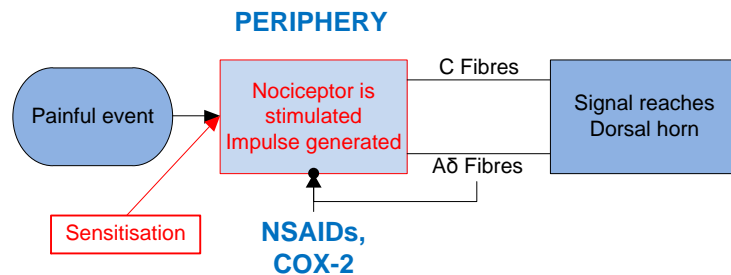 PERIPHERY
Painful event
Nociceptor is
stimulated
Impulse generated
C Fibres
Aδ Fibres
Signal reaches
Dorsal horn
Sensitisation
NSAIDs,
COX-2